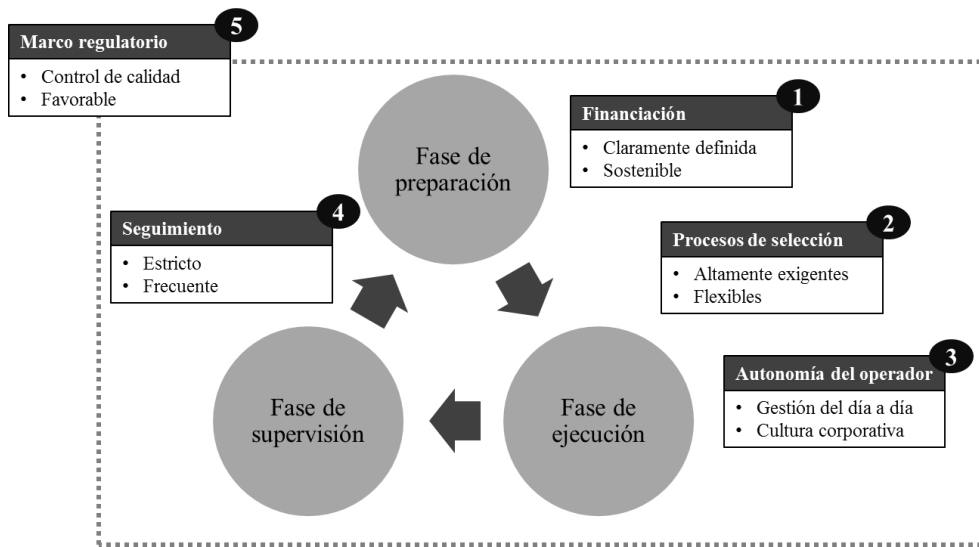 5
Marco regulatorio
• Control de calidad
• Favorable
1
Financiación
• Claramente definida
• Sostenible
Fase de
preparación
4
Seguimiento
• Estricto
• Frecuente
2
Procesos de selección
• Altamente exigentes
• Flexibles
3
Autonomía del operador
• Gestión del día a día
• Cultura corporativa
Fase de
supervisión
Fase de
ejecución